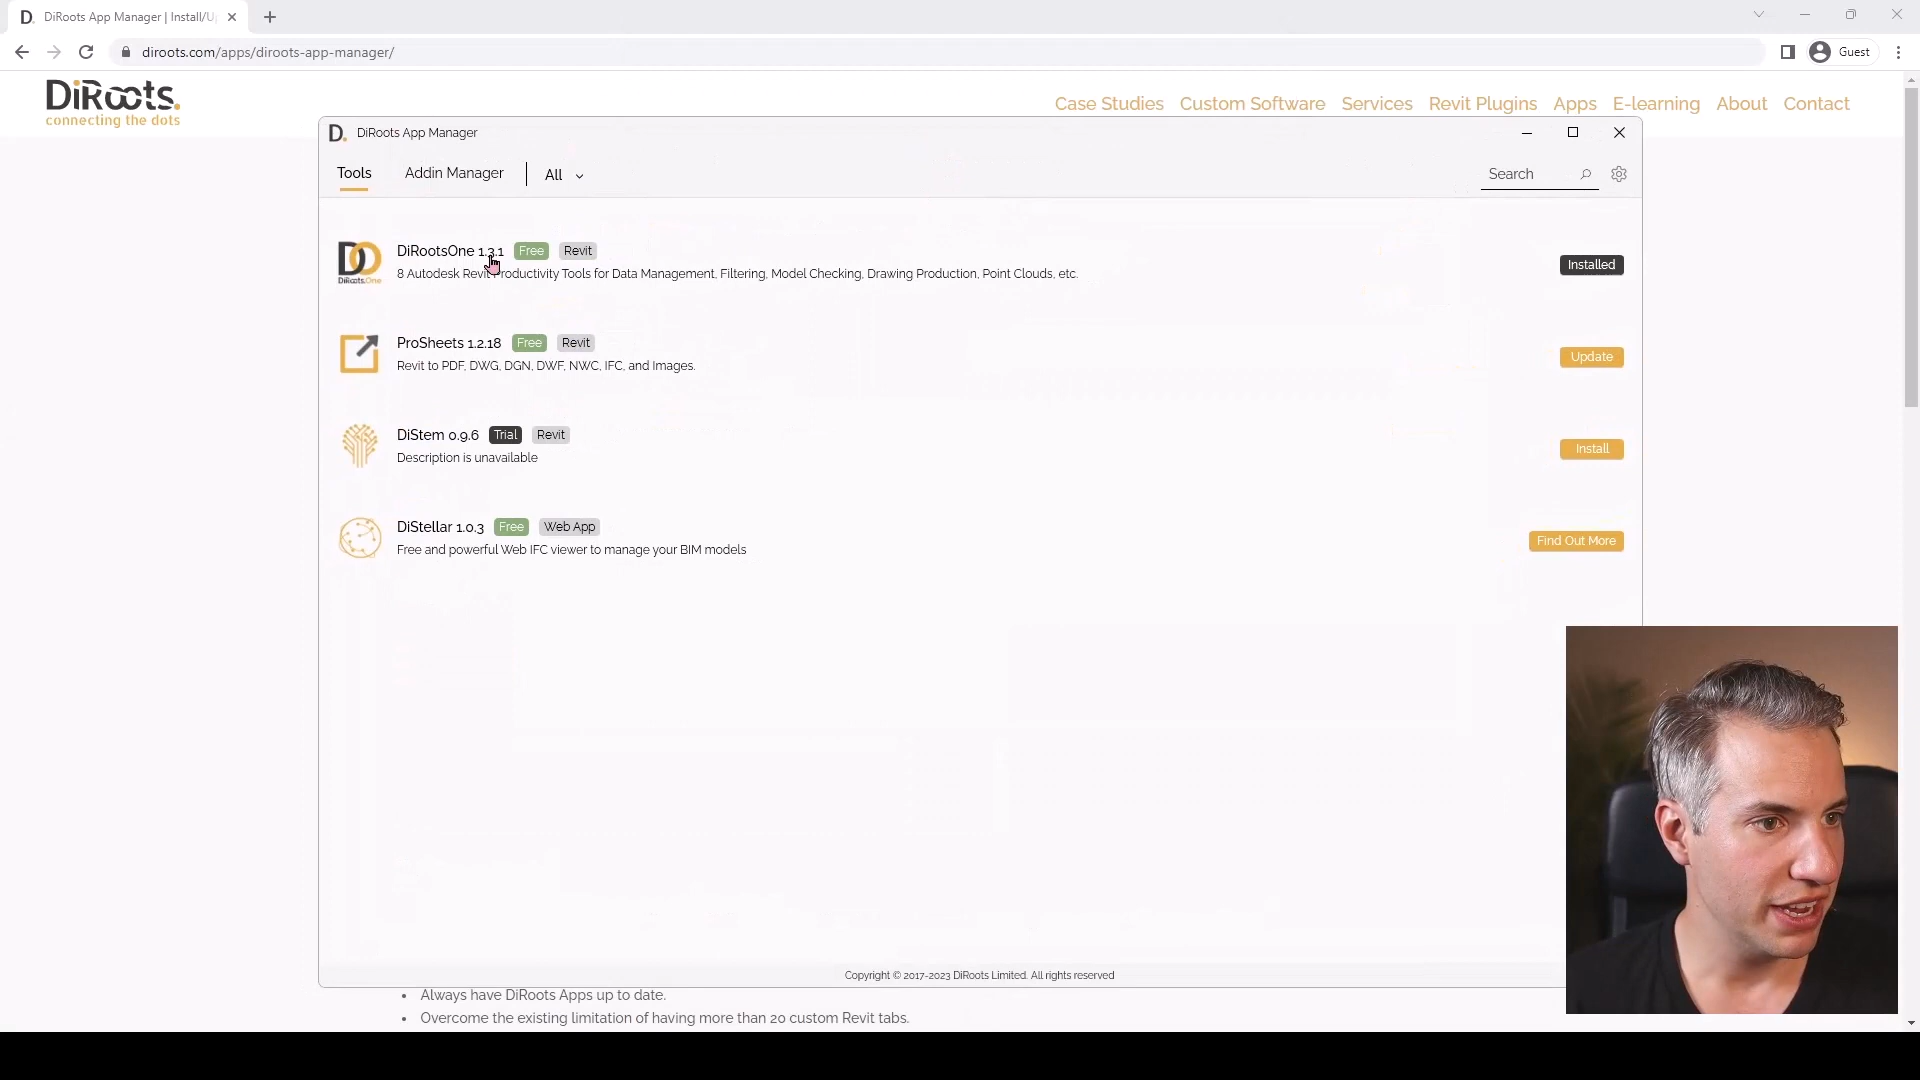 DiRoots App Manager | Install/U
diroots.com/apps/diroots-app-manager/
Guest
DiRoots.
connecting the dots
Case Studies Custom Software Services Revit Plugins Apps E-learning About Contact
D. DiRoots App Manager
Tools Addin Manager All Search
DiRootsOne 1.3.1 Free Revit
8 Autodesk Revit Productivity Tools for Data Management, Filtering, Model Checking, Drawing Production, Point Clouds, etc.
DiRoots.One
Installed
ProSheets 1.2.18 Free Revit
Revit to PDF, DWG, DGN, DWF, NWC, IFC, and Images.
Update
DiStem 0.9.6 Trial Revit
Description is unavailable
Install
DiStellar 1.0.3 Free Web App
Free and powerful Web IFC viewer to manage your BIM models
Find Out More
Copyright © 2017-2023 DiRoots Limited. All rights reserved
• Always have DiRoots Apps up to date.
• Overcome the existing limitation of having more than 20 custom Revit tabs.